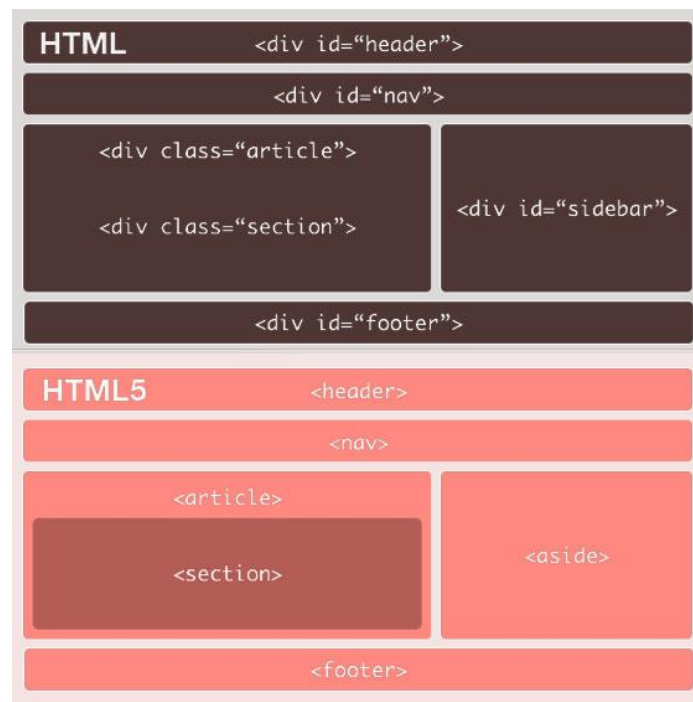 HTML <div id=“header”>
<div id=“nav”>
<div class=“article”>
<div class=“section”>
<div id=“sidebar”>
<div id=“footer”>
HTML5 <header>
<nav>
<article>
<section>
<aside>
<footer>